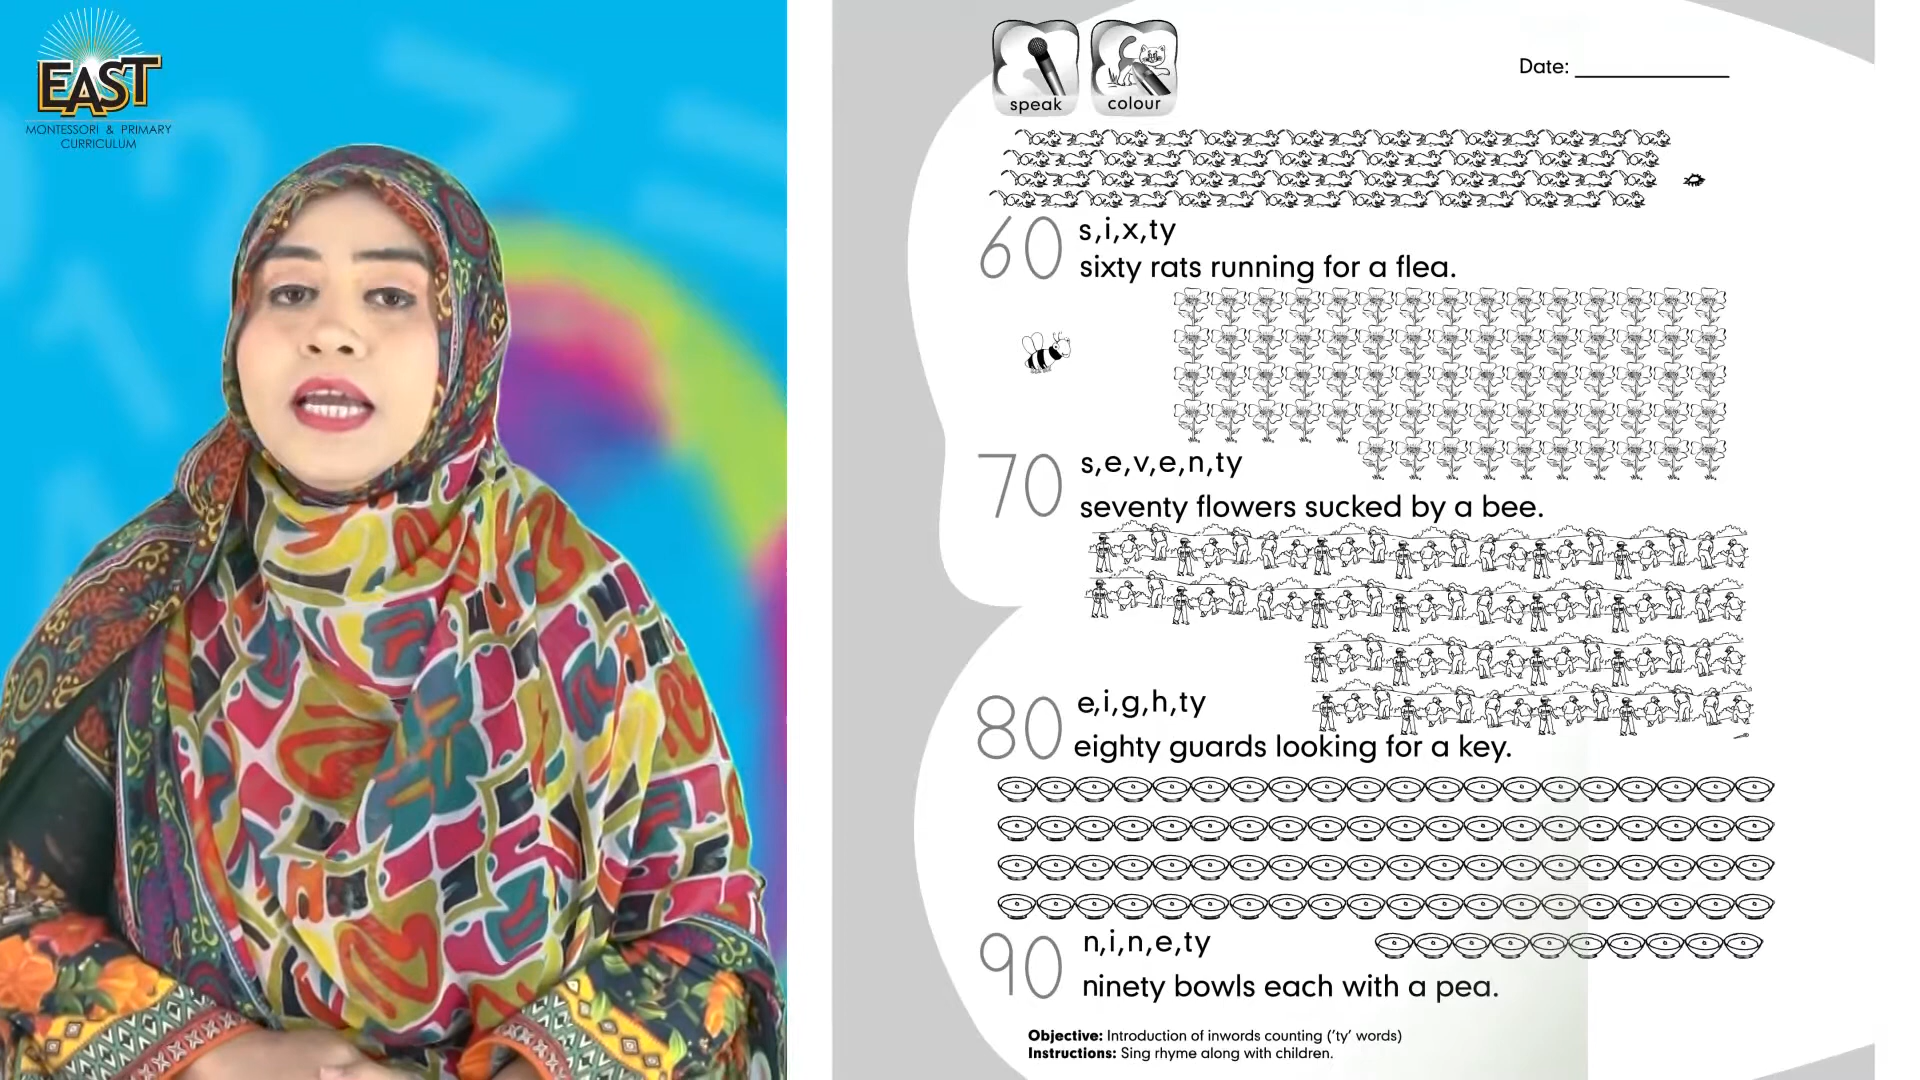 EAST
MONTESSORI & PRIMARY
CURRICULUM
speak
colour
Date:
60
s,i,x,ty
sixty rats running for a flea.
70
s,e,v,e,n,ty
seventy flowers sucked by a bee.
80
e,i,g,h,ty
eighty guards looking for a key.
90
n,i,n,e,ty
ninety bowls each with a pea.
Objective: Introduction of inwords counting ('ty' words)
Instructions: Sing rhyme along with children.